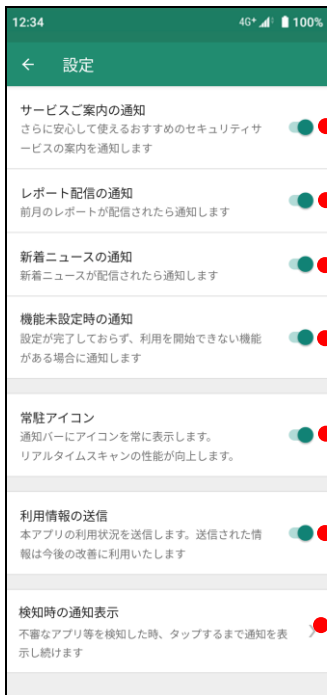 12:34 4G+ 100%
← 設定
サービスご案内の通知
さらに安心して使えるおすすめのセキュリティサ
ービスの案内を通知します
レポート配信の通知
前月のレポートが配信されたら通知します
新着ニュースの通知
新着ニュースが配信されたら通知します
機能未設定時の通知
設定が完了しておらず、利用を開始できない機能
がある場合に通知します
常駐アイコン
通知バーにアイコンを常に表示します。
リアルタイムスキャンの性能が向上します。
利用情報の送信
本アプリの利用状況を送信します。送信された情
報は今後の改善に利用いたします
検知時の通知表示
不審なアプリ等を検知した時、タップするまで通知を表
示し続けます